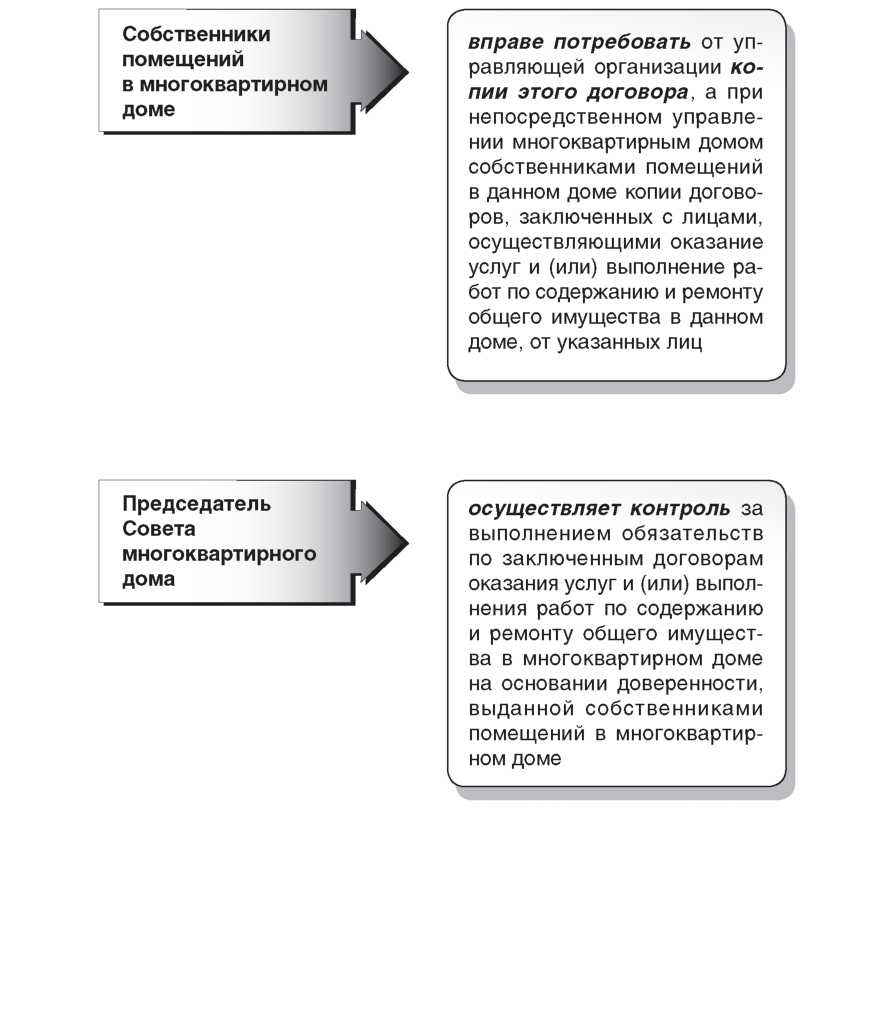 Собственники
помещений
в многоквартирном
доме
вправе потребовать от уп-
равляющей организации ко-
пии этого договора, а при
непосредственном управле-
нии многоквартирным домом
собственниками помещений
в данном доме копии догово-
ров, заключенных с лицами,
осуществляющими оказание
услуг и (или) выполнение ра-
бот по содержанию и ремонту
общего имущества в данном
доме, от указанных лиц
Председатель
Совета
многоквартирного
дома
осуществляет контроль за
выполнением обязательств
по заключенным договорам
оказания услуг и (или) выпол-
нения работ по содержанию
и ремонту общего имущест-
ва в многоквартирном доме
на основании доверенности,
выданной собственниками
помещений в многоквартир-
ном доме